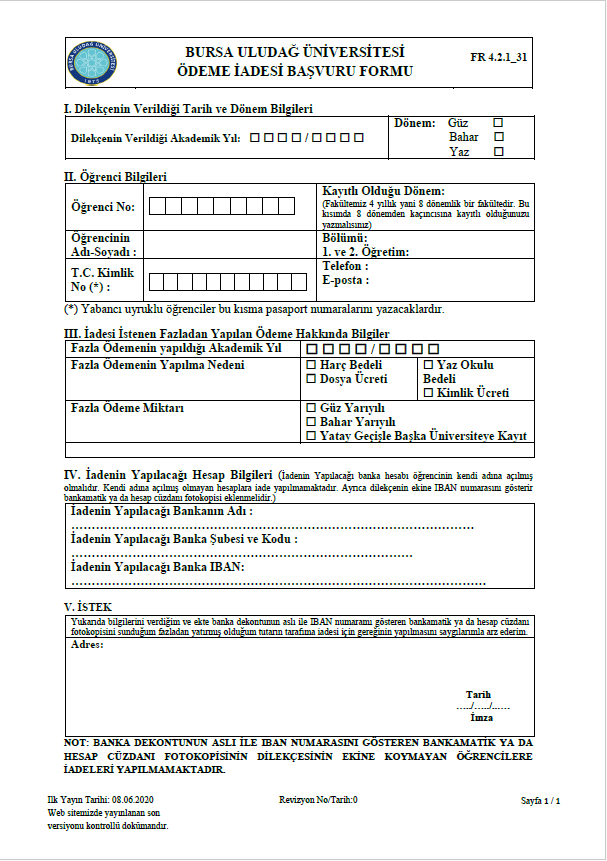 BURSA ULUDAĞ ÜNİVERSİTESİ
ÖDEME İADESİ BAŞVURU FORMU
FR 4.2.1_31
BURSA ULUDAĞ ÜNİVERSİTESİ
1975
I. Dilekçenin Verildiği Tarih ve Dönem Bilgileri
Dilekçenin Verildiği Akademik Yıl: ☐ ☐ ☐ ☐ / ☐ ☐ ☐ ☐
Dönem: Güz ☐
Bahar ☐
Yaz ☐
II. Öğrenci Bilgileri
Öğrenci No:
Kayıtlı Olduğu Dönem:
(Fakültemiz 4 yıllık yani 8 dönemlik bir fakültedir. Bu
kısımda 8 dönemden kaçıncısına kayıtlı olduğunuzu
yazmalısınız)
Öğrencinin
Adı-Soyadı :
Bölümü:
1. ve 2. Öğretim:
T.C. Kimlik
No (*) :
Telefon :
E-posta :
(*) Yabancı uyruklu öğrenciler bu kısma pasaport numaralarını yazacaklardır.
III. İadesi İstenen Fazladan Yapılan Ödeme Hakkında Bilgiler
Fazla Ödemenin yapıldığı Akademik Yıl ☐ ☐ ☐ ☐ / ☐ ☐ ☐ ☐
Fazla Ödemenin Yapılma Nedeni
☐ Harç Bedeli
☐ Dosya Ücreti
☐ Yaz Okulu
Bedeli
☐ Kimlik Ücreti
Fazla Ödeme Miktarı
☐ Güz Yarıyılı
☐ Bahar Yarıyılı
☐ Yatay Geçişle Başka Üniversiteye Kayıt
IV. İadenin Yapılacağı Hesap Bilgileri (İadenin Yapılacağı banka hesabı öğrencinin kendi adına açılmış
olmalıdır. Kendi adına açılmış olmayan hesaplara iade yapılmamaktadır. Ayrıca dilekçenin ekine IBAN numarasını gösterir
bankamatik ya da hesap cüzdanı fotokopisi eklenmelidir.)
İadenin Yapılacağı Bankanın Adı :
…………………………………………………………………………
İadenin Yapılacağı Banka Şubesi ve Kodu :
………………………………………………………………
İadenin Yapılacağı Banka IBAN:
……………………………………………………………………………
V. İSTEK
Yukarıda bilgilerini verdiğim ve ekte banka dekontunun aslı ile IBAN numaramı gösteren bankamatik ya da hesap cüzdanı
fotokopisini sunduğum fazladan yatırmış olduğum tutarın tarafıma iadesi için gereğinin yapılmasını saygılarımla arz ederim.
Adres:
Tarih
…../…../..…..
İmza
NOT: BANKA DEKONTUNUN ASLI İLE IBAN NUMARASINI GÖSTEREN BANKAMATİK YA DA
HESAP CÜZDANI FOTOKOPİSİNİN DİLEKÇESİNİN EKİNE KOYMAYAN ÖĞRENCİLERE
İADELERİ YAPILMAMAKTADIR.
İlk Yayın Tarihi: 08.06.2020
Revizyon No/Tarih:0
Sayfa 1 / 1
Web sitemizde yayınlanan son
versiyonu kontrollü dokümandır.